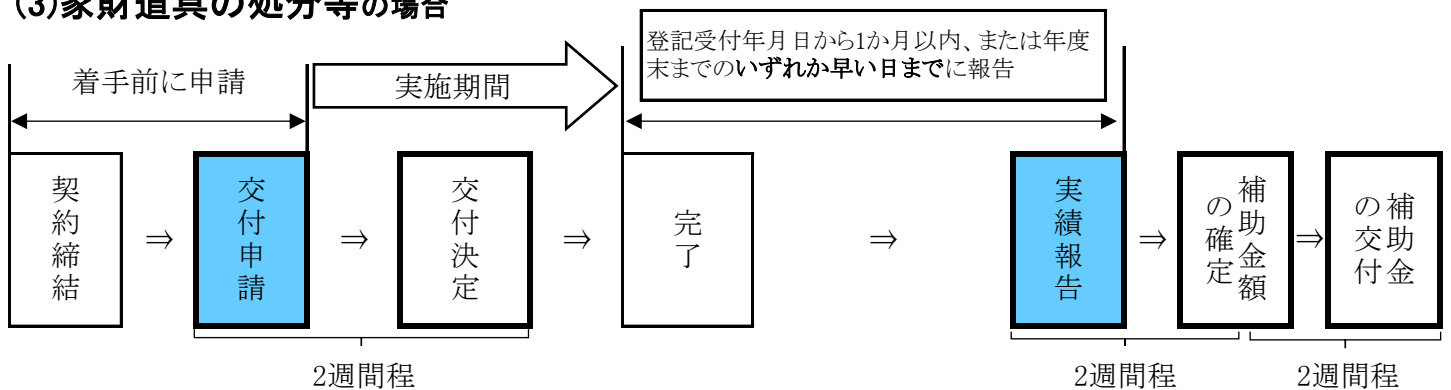 (3)家財道具の処分等の場合
登記受付年月日から1か月以内、または年度
末までのいずれか早い日までに報告
着手前に申請
実施期間
契約締結
⇒
交付申請
⇒
交付決定
⇒
完了
⇒
実績報告
⇒
補助金額
の確定
⇒
補助金
の交付
2週間程
2週間程
2週間程